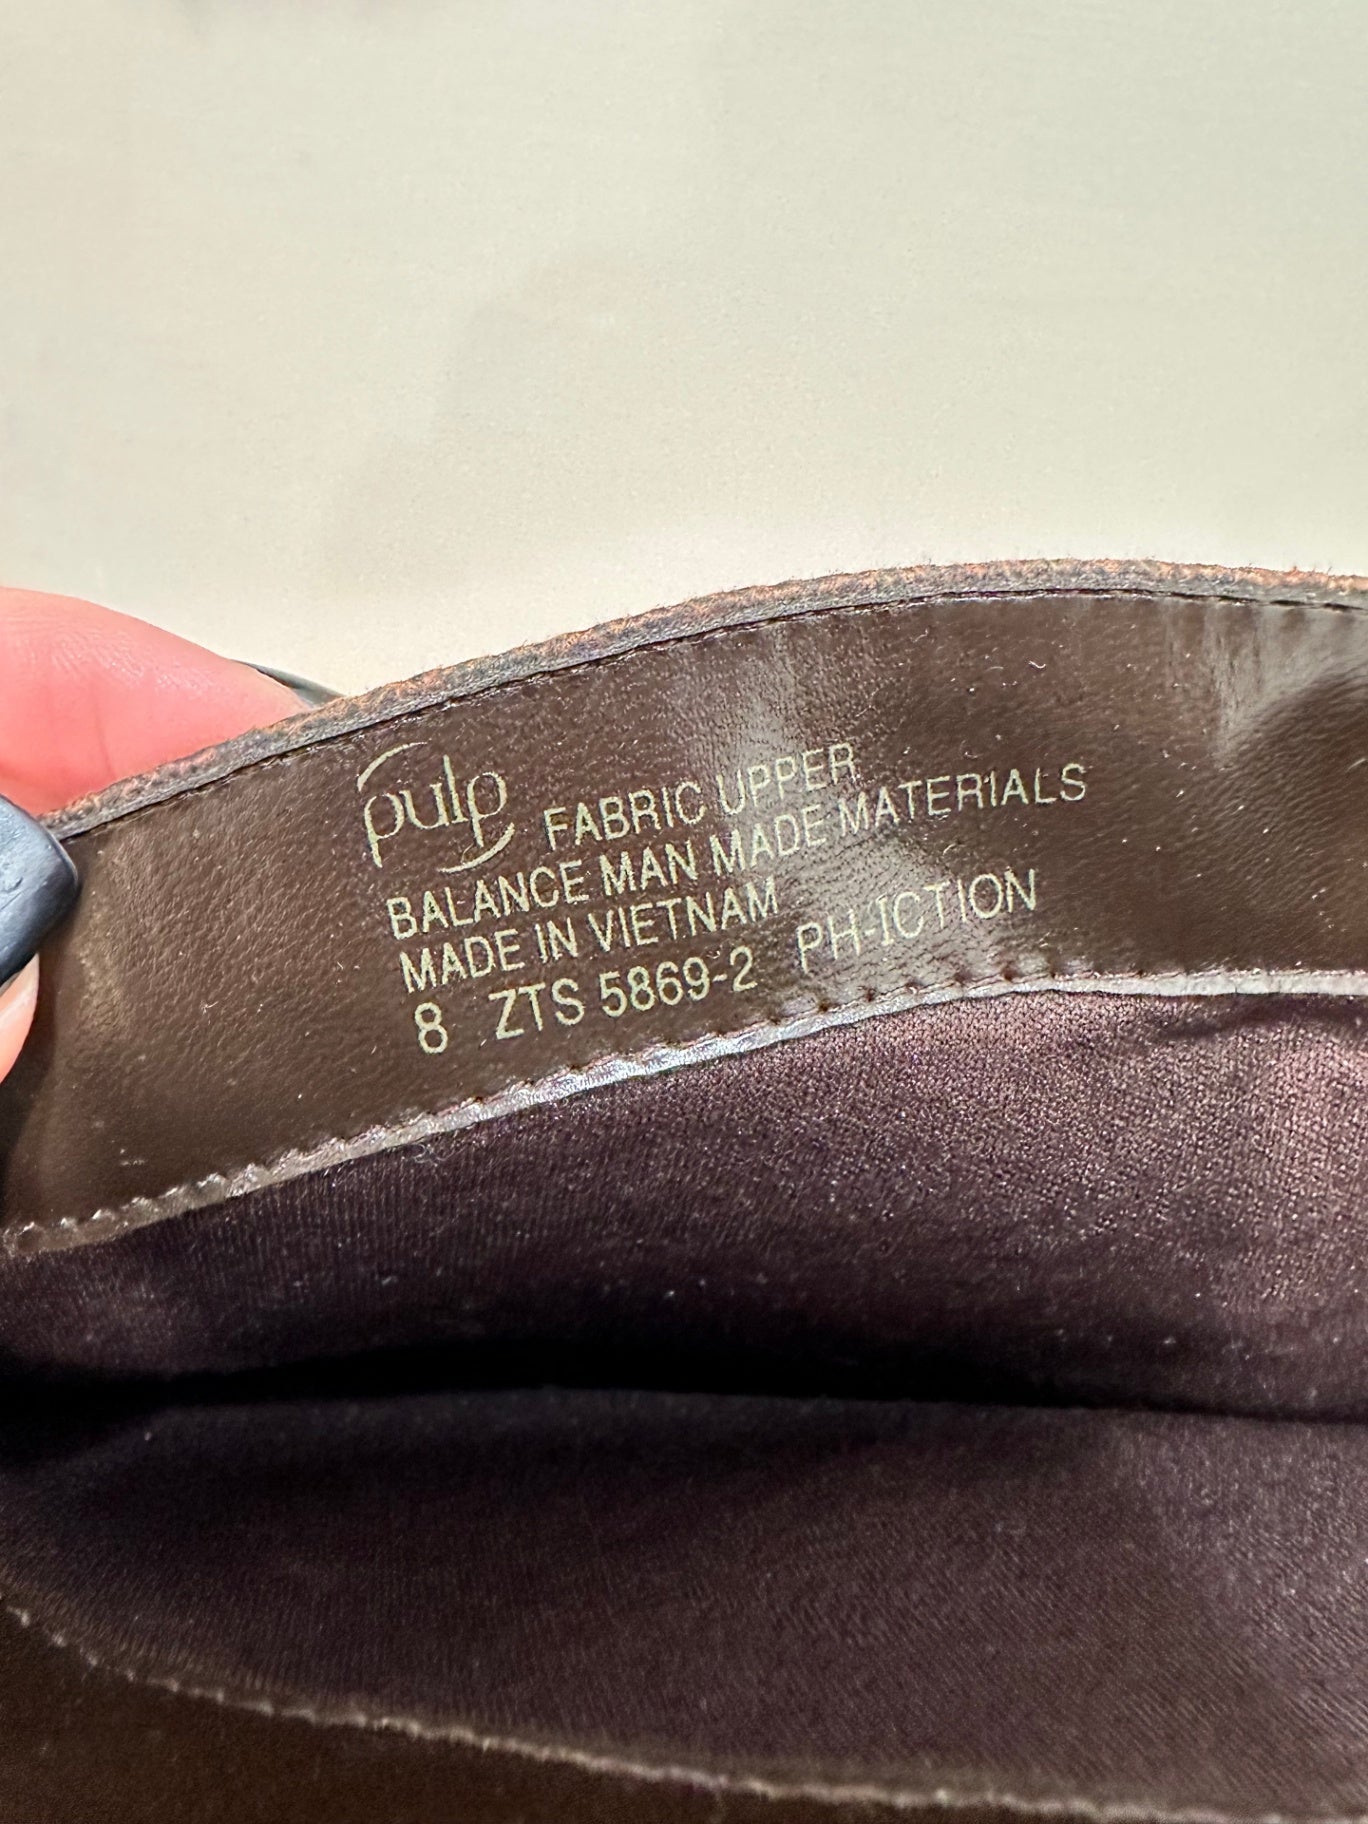 pulp FABRIC UPPER
BALANCE MAN MADE MATERIALS
MADE IN VIETNAM
8 ZTS 5869-2 PH-ICTION